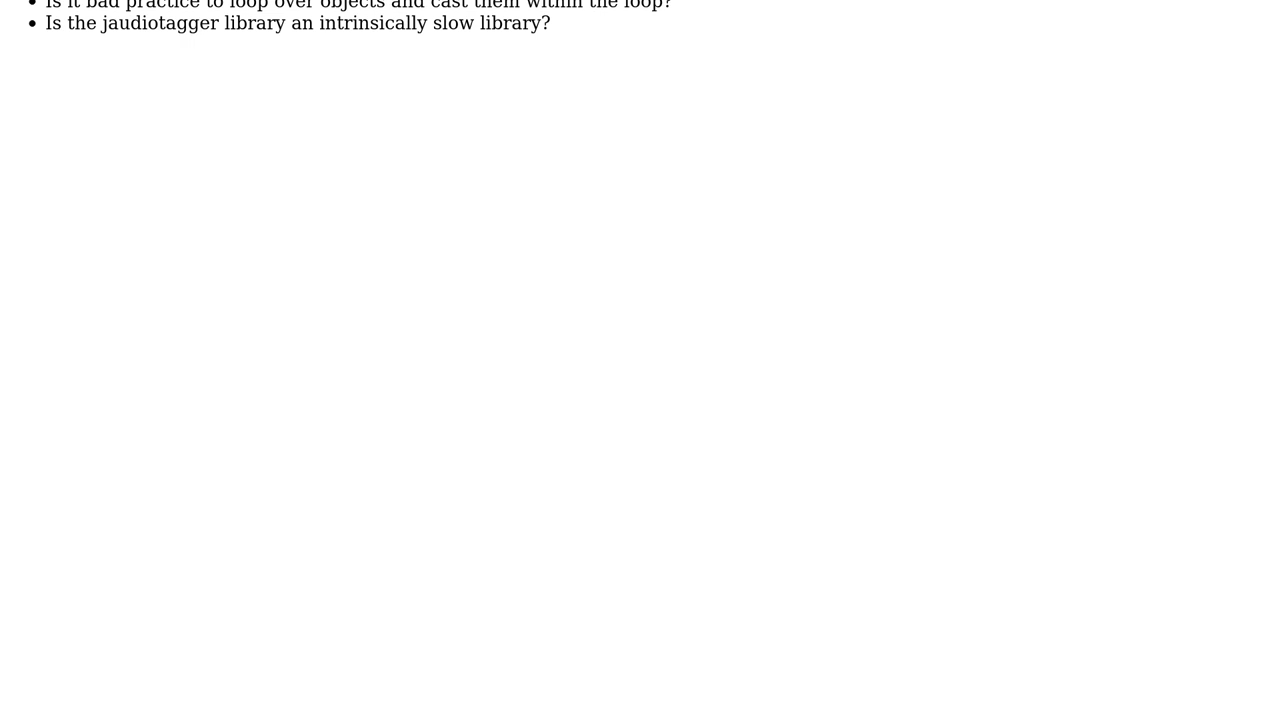 • Is it bad practice to loop over objects and cast them within the loop?
• Is the jaudiotagger library an intrinsically slow library?